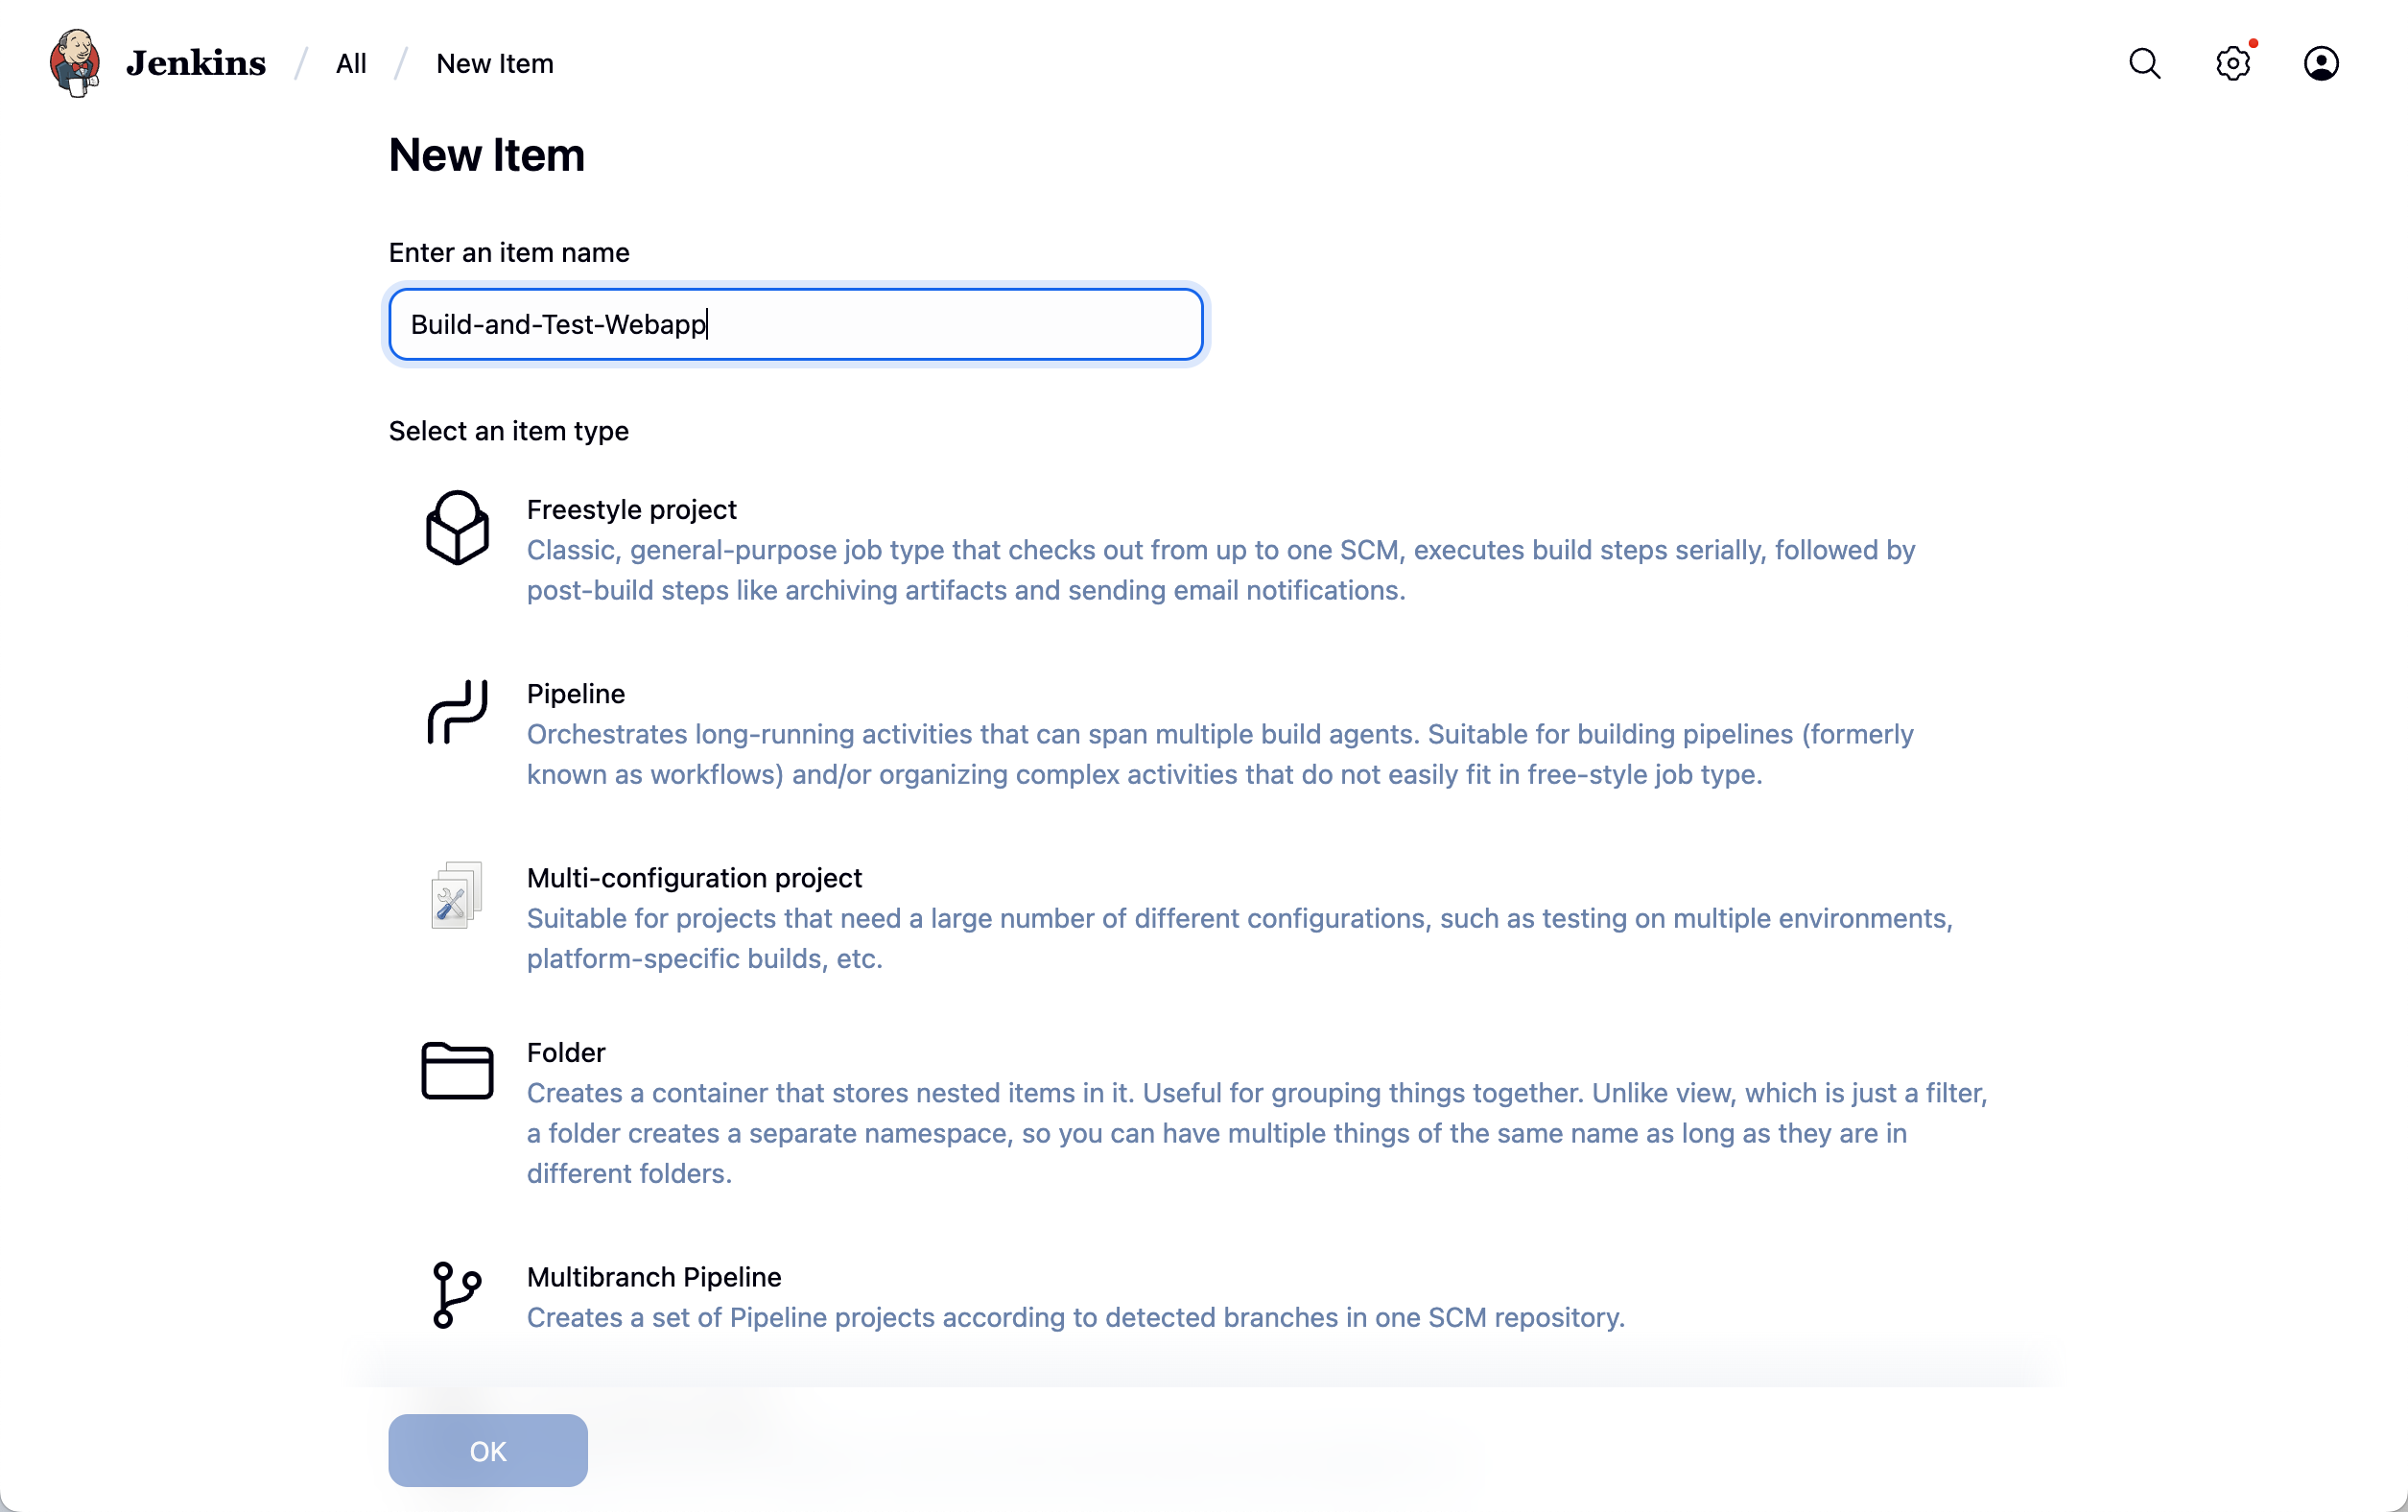 Jenkins / All / New Item
New Item
Enter an item name
Build-and-Test-Webapp
Select an item type
Freestyle project
Classic, general-purpose job type that checks out from up to one SCM, executes build steps serially, followed by
post-build steps like archiving artifacts and sending email notifications.
Pipeline
Orchestrates long-running activities that can span multiple build agents. Suitable for building pipelines (formerly
known as workflows) and/or organizing complex activities that do not easily fit in free-style job type.
Multi-configuration project
Suitable for projects that need a large number of different configurations, such as testing on multiple environments,
platform-specific builds, etc.
Folder
Creates a container that stores nested items in it. Useful for grouping things together. Unlike view, which is just a filter,
a folder creates a separate namespace, so you can have multiple things of the same name as long as they are in
different folders.
Multibranch Pipeline
Creates a set of Pipeline projects according to detected branches in one SCM repository.
OK